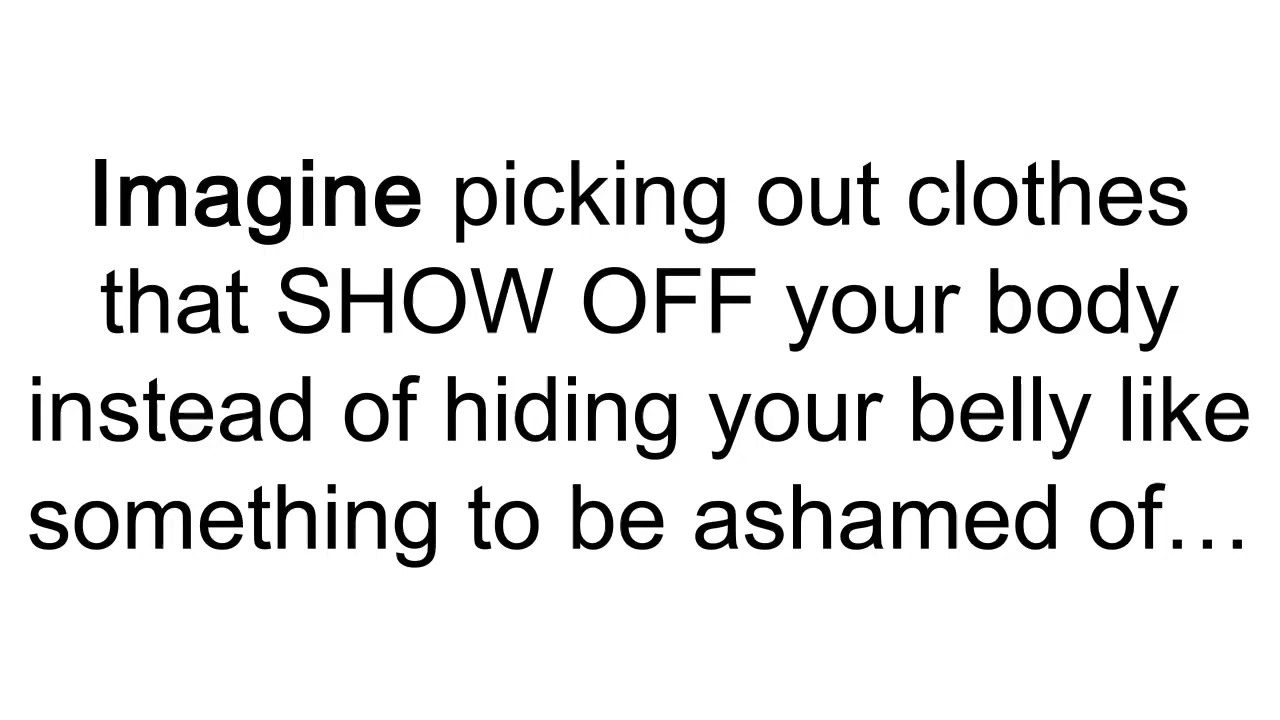 Imagine picking out clothes
that SHOW OFF your body
instead of hiding your belly like
something to be ashamed of…